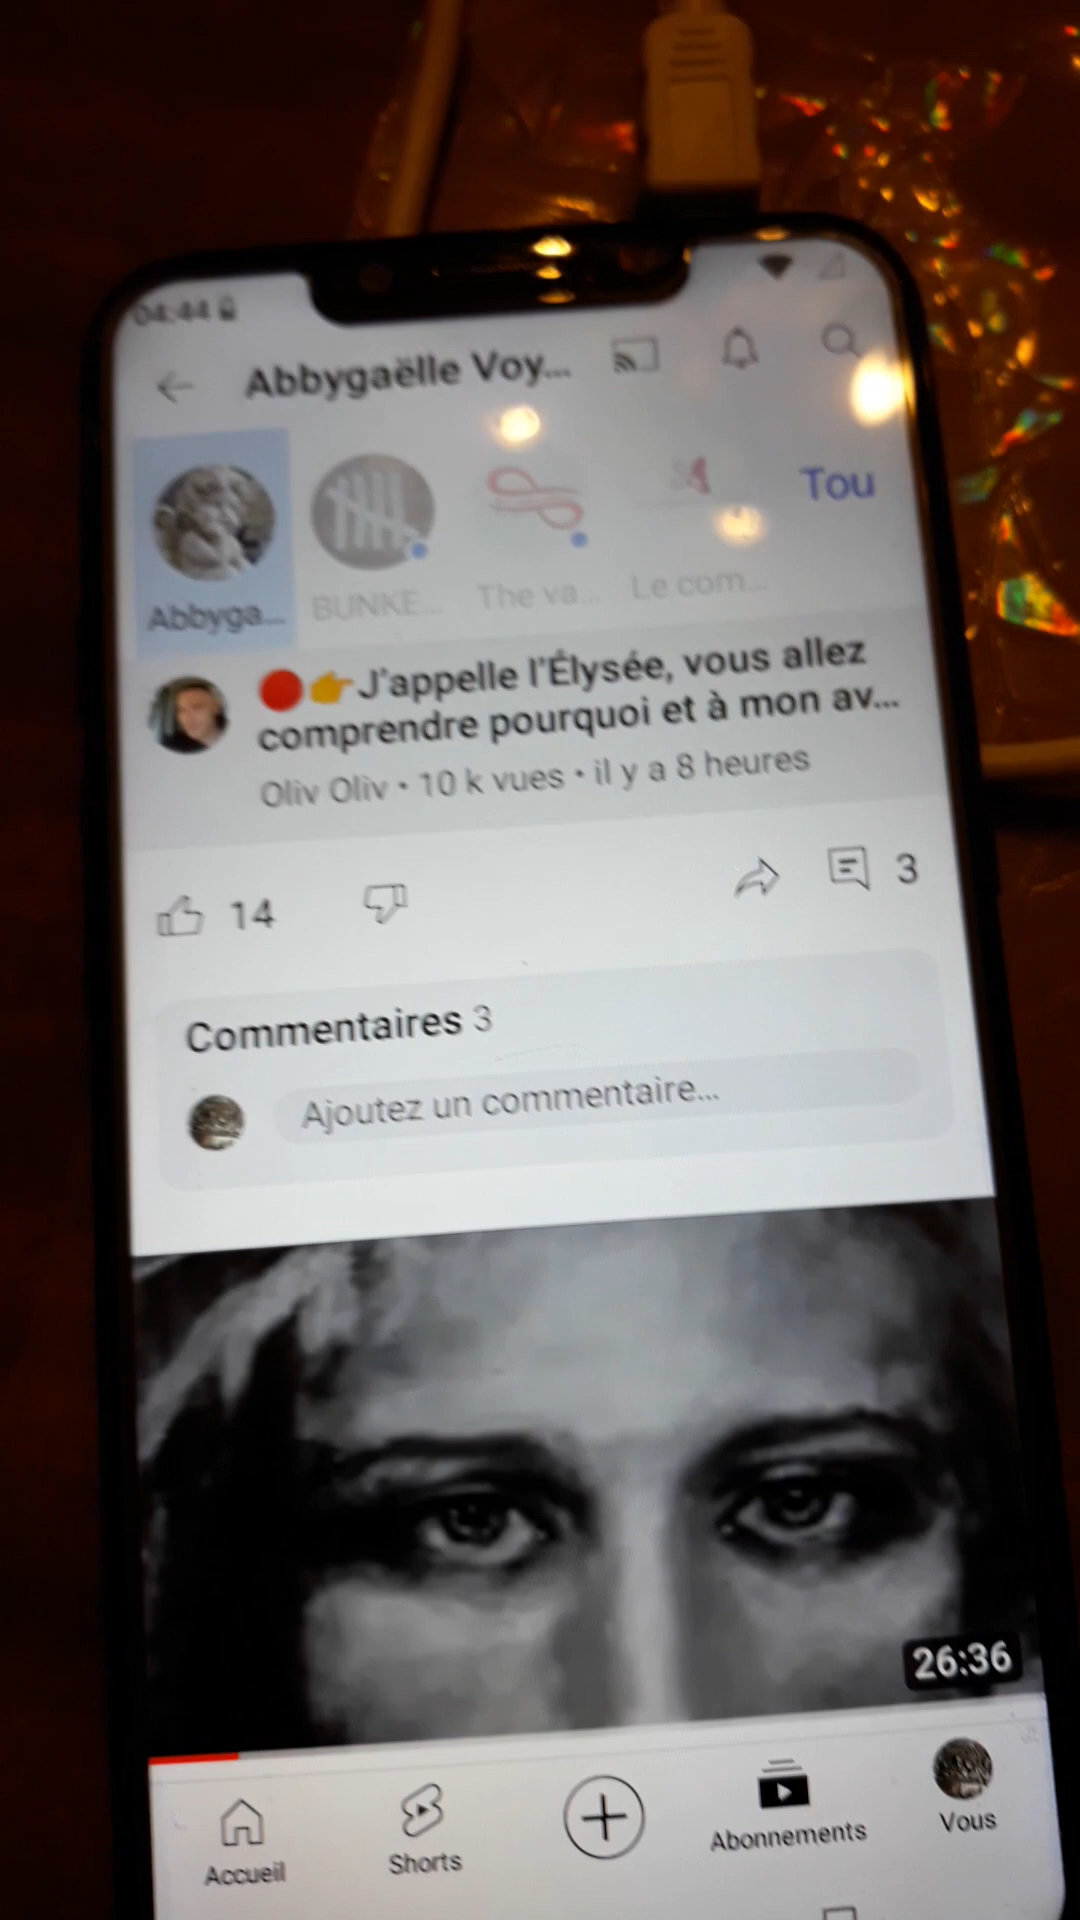 04:44
Abbygaëlle Voy...
Tou
Abbyga...
BUNKE...
The va...
Le com...
🔴👉J'appelle l'Élysée, vous allez
comprendre pourquoi et à mon av...
Oliv Oliv • 10 k vues • il y a 8 heures
14
3
Commentaires 3
Ajoutez un commentaire...
26:36
Accueil
Shorts
Abonnements
Vous